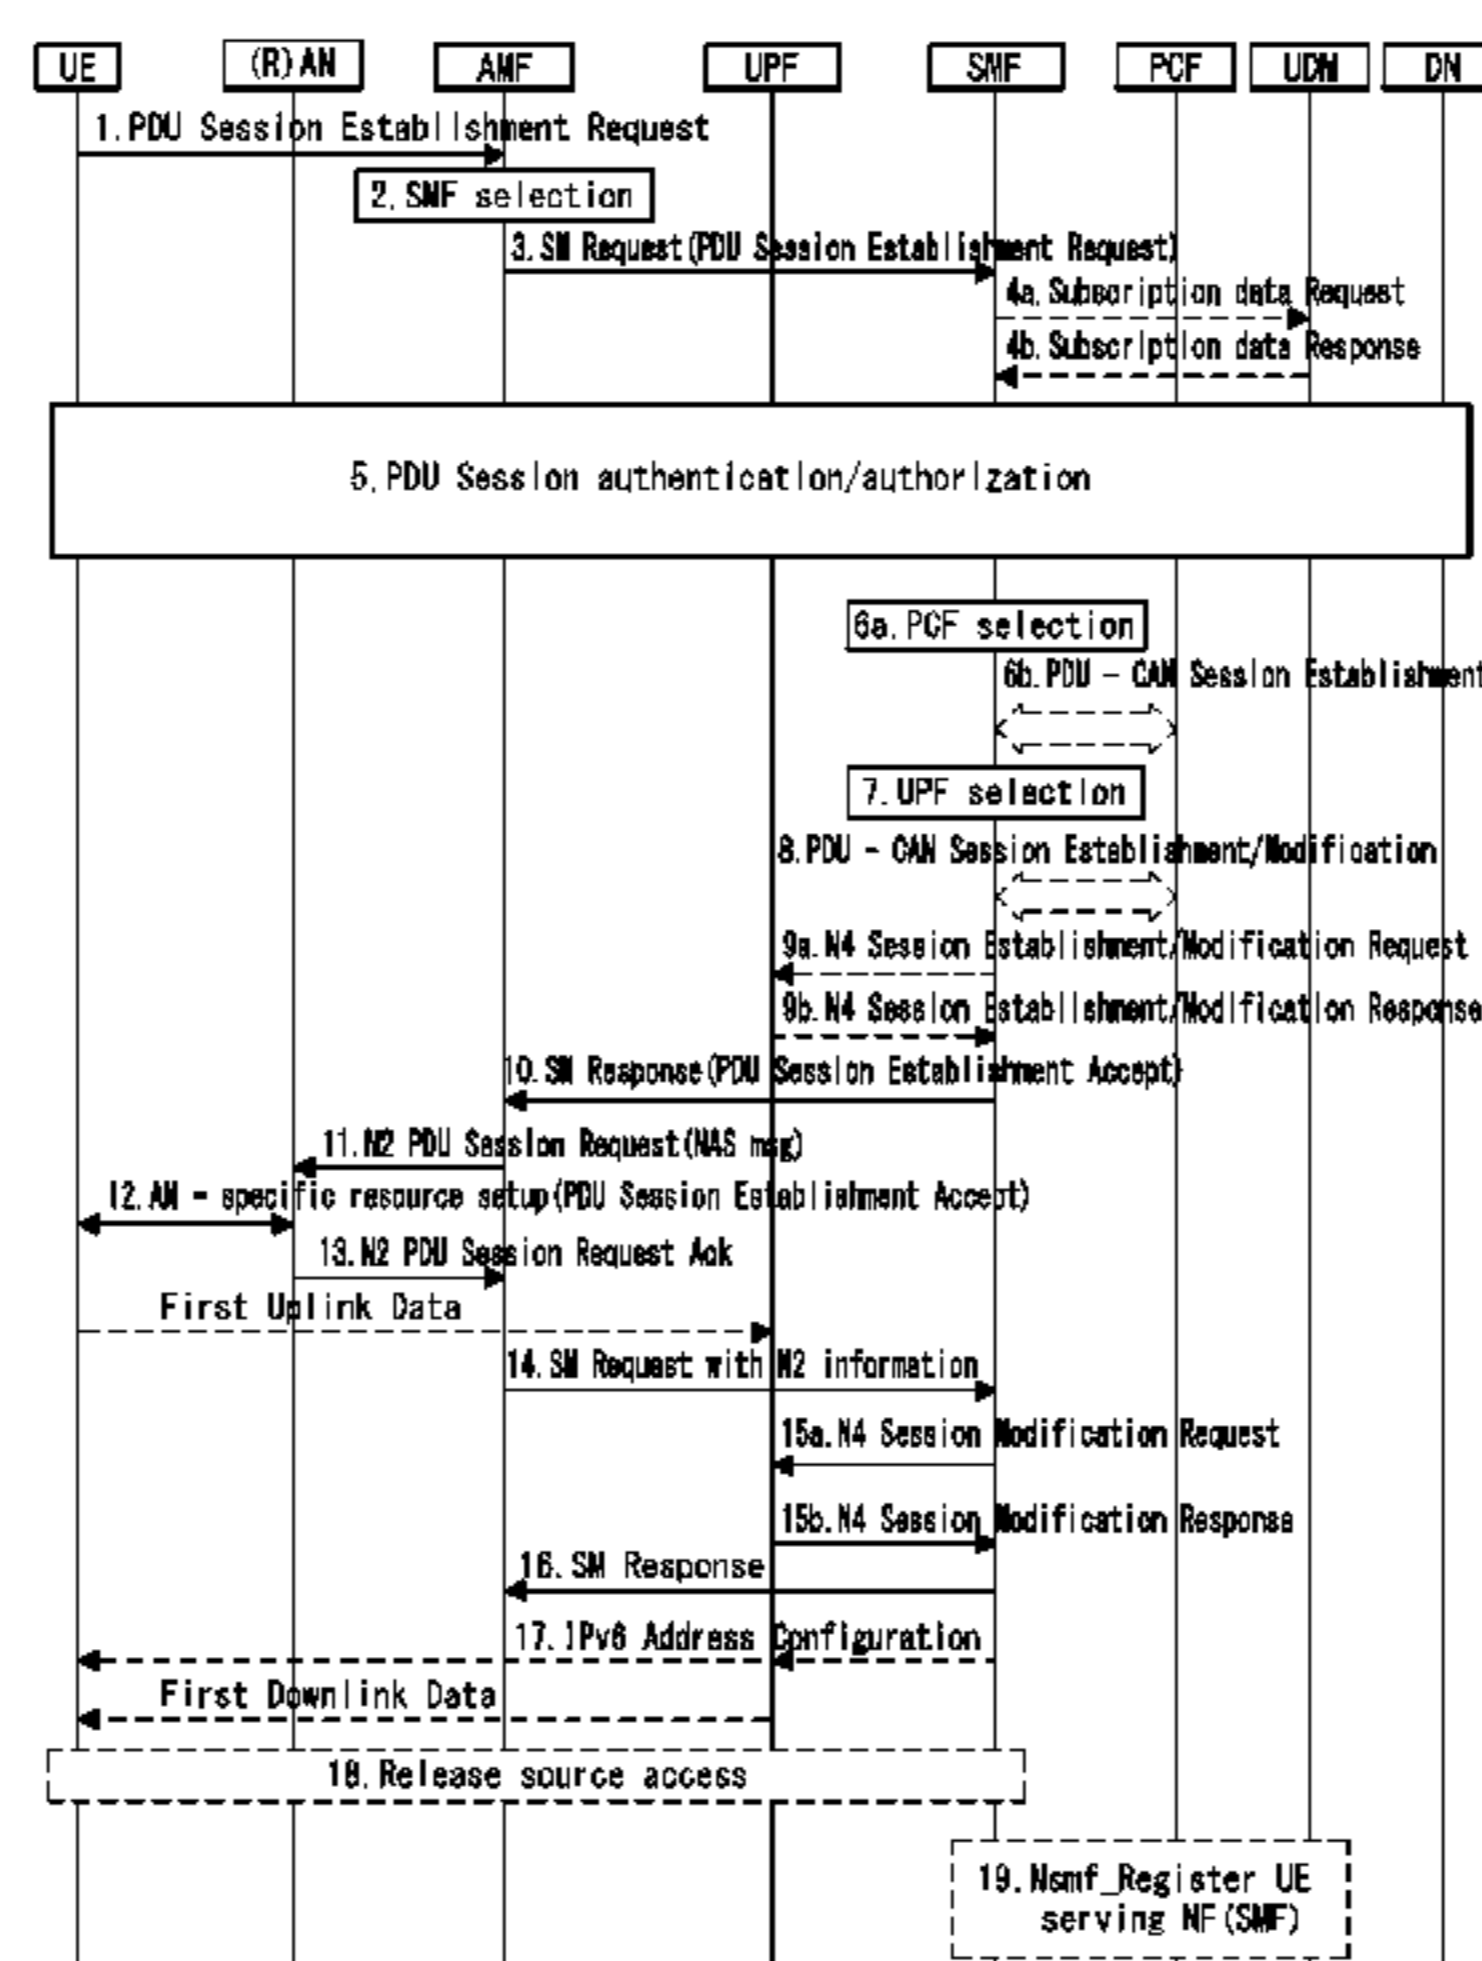 UE (R)AN AMF UPF SMF PCF UDM DN
1.PDU Session Establishment Request
2.SMF selection
3.SM Request(PDU Session Establishment Request)
4a.Subscription data Request
4b.Subscription data Response
5.PDU Session authentication/authorization
6a.PCF selection
6b.PDU - CAN Session Establishment
7.UPF selection
8.PDU - CAN Session Establishment/Modification
9a.N4 Session Establishment/Modification Request
9b.N4 Session Establishment/Modification Response
10.SM Response(PDU Session Establishment Accept)
11.N2 PDU Session Request(NAS msg)
12.AN - specific resource setup(PDU Session Establishment Accept)
13.N2 PDU Session Request Ack
First Uplink Data
14.SM Request with N2 information
15a.N4 Session Modification Request
15b.N4 Session Modification Response
16.SM Response
17.IPv6 Address Configuration
First Downlink Data
18.Release source access
19.Nsmf_Register UE
serving NF(SMF)